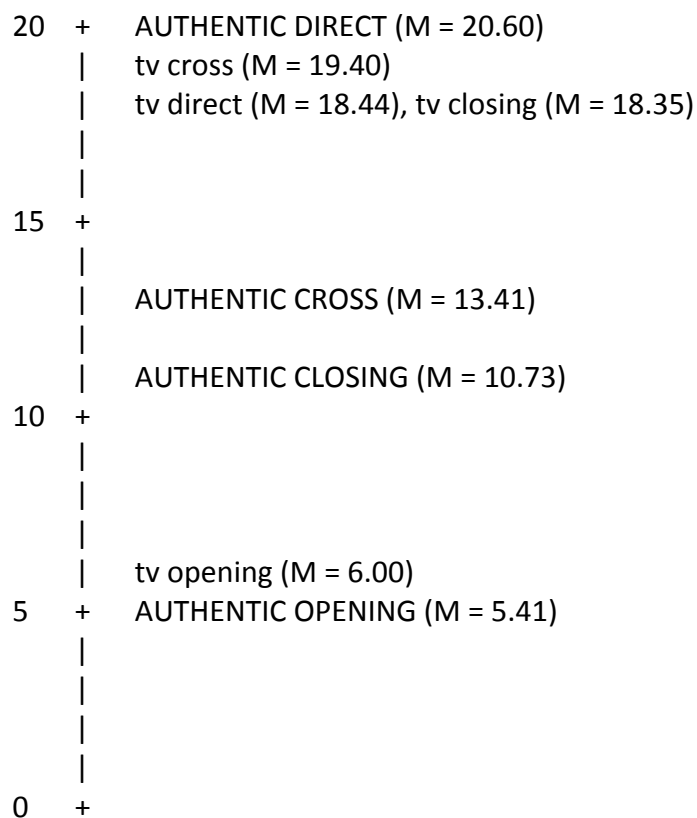 20 + AUTHENTIC DIRECT (M = 20.60)
| tv cross (M = 19.40)
| tv direct (M = 18.44), tv closing (M = 18.35)
|
|
15 +
|
| AUTHENTIC CROSS (M = 13.41)
|
| AUTHENTIC CLOSING (M = 10.73)
10 +
|
|
|
| tv opening (M = 6.00)
5 + AUTHENTIC OPENING (M = 5.41)
|
|
|
|
0 +